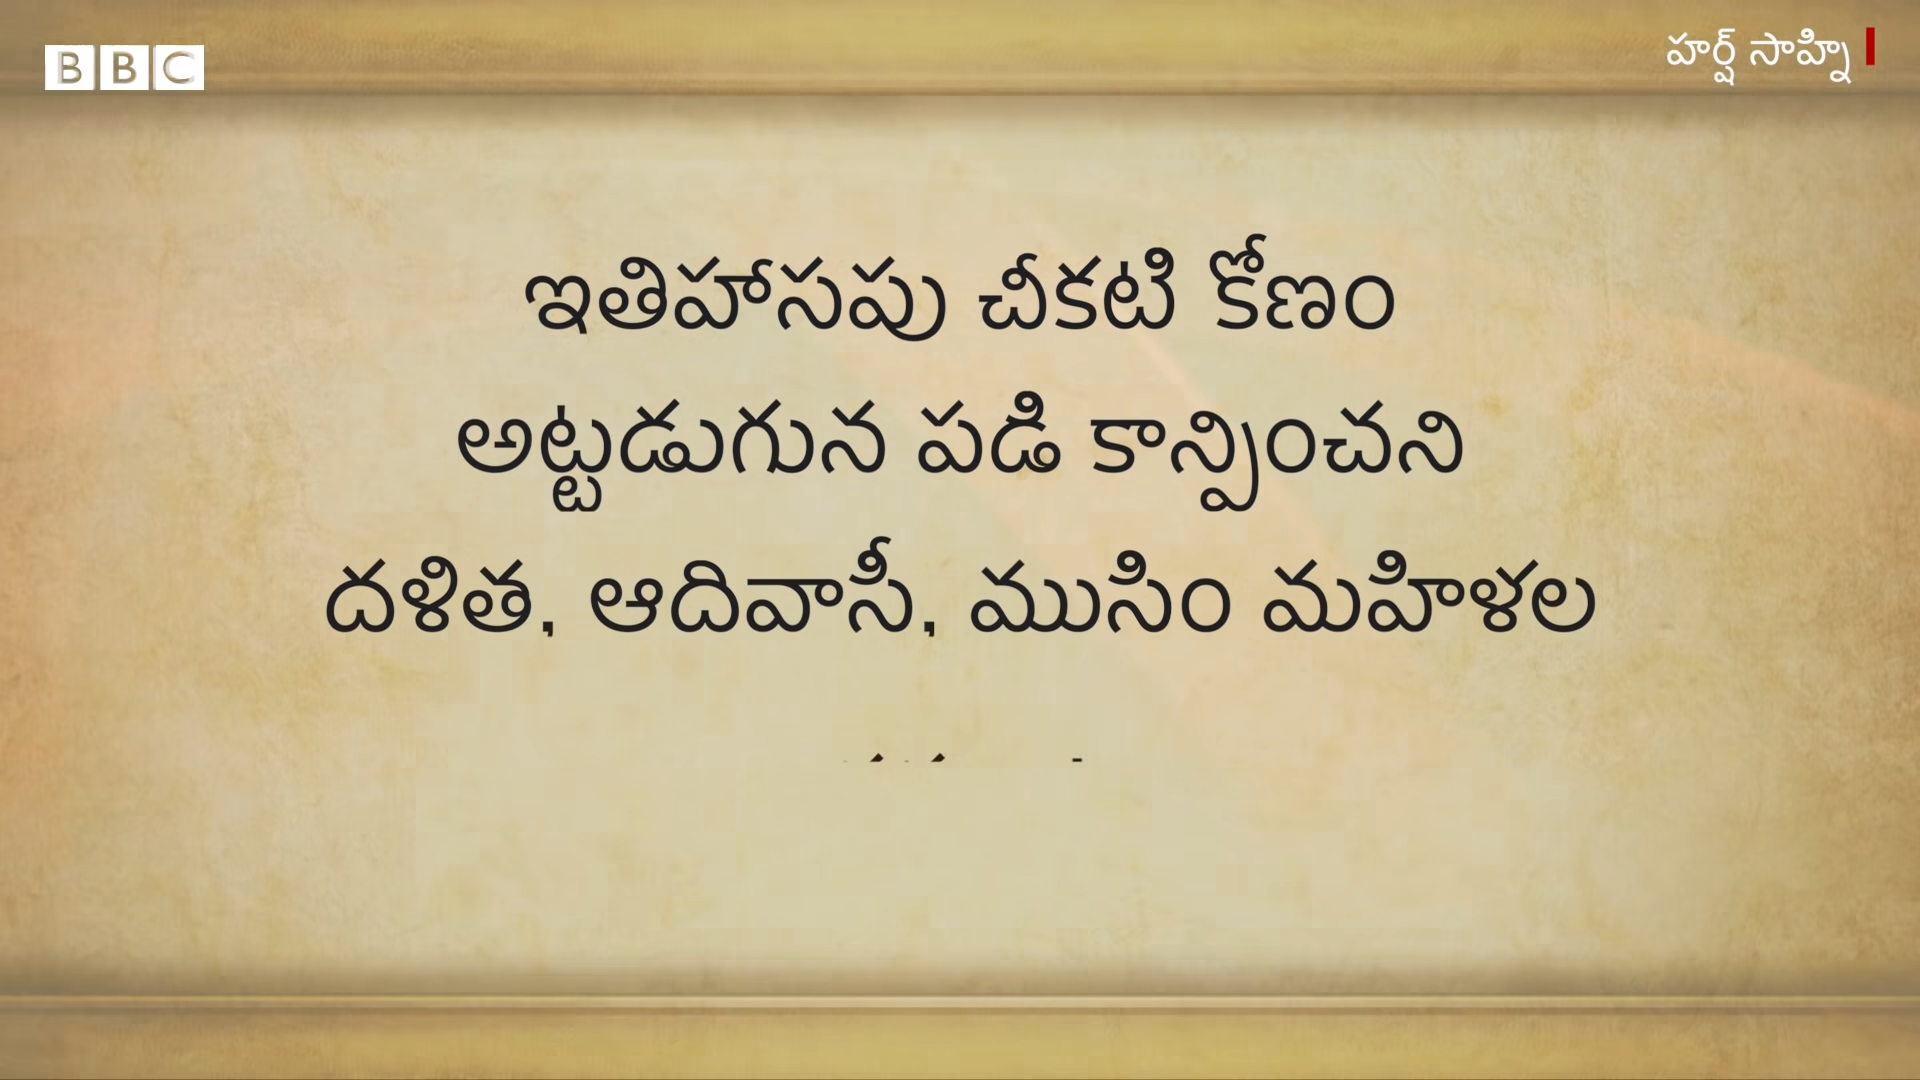 BBC
హర్ష్ సాహ్ని
ఇతిహాసపు చీకటి కోణం
అట్టడుగున పడి కాన్పించని
దళిత, ఆదివాసీ, ముసిం మహిళల